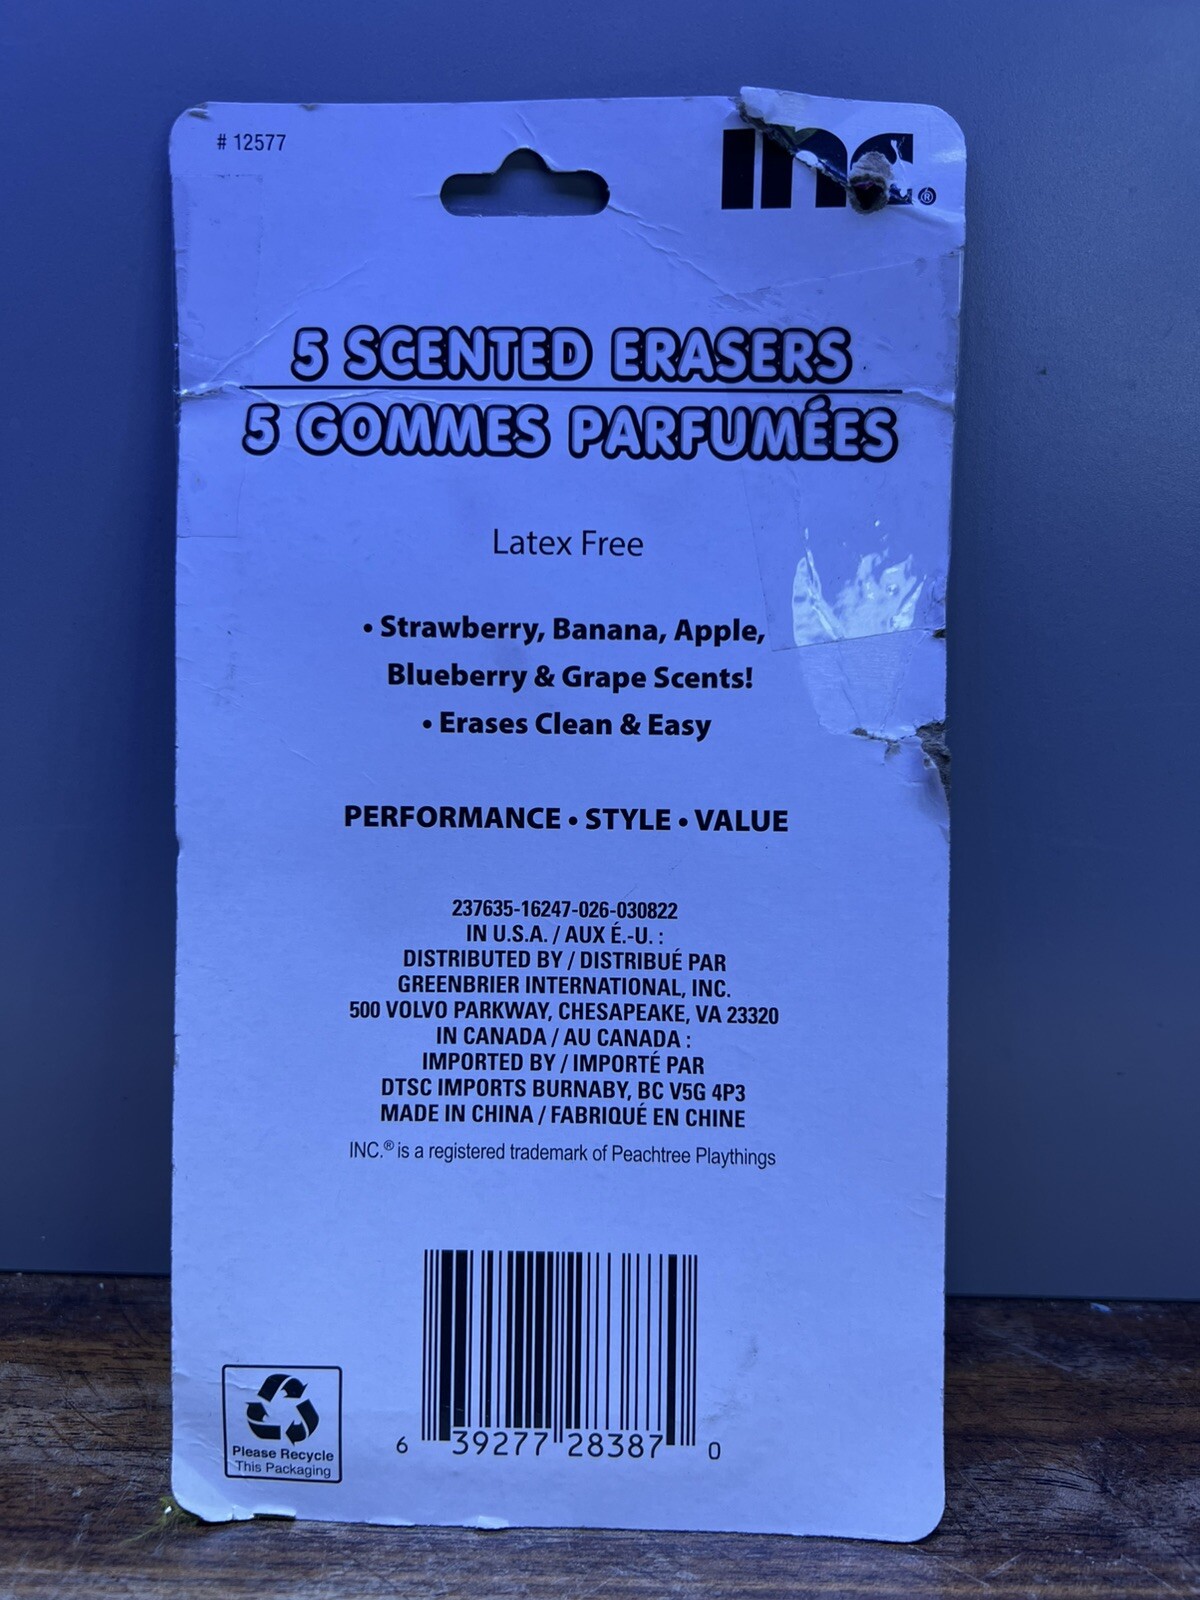 # 12577
inc.®
5 SCENTED ERASERS
5 GOMMES PARFUMÉES
Latex Free
• Strawberry, Banana, Apple,
Blueberry & Grape Scents!
• Erases Clean & Easy
PERFORMANCE • STYLE • VALUE
237635-16247-026-030822
IN U.S.A. / AUX É.-U. :
DISTRIBUTED BY / DISTRIBUÉ PAR
GREENBRIER INTERNATIONAL, INC.
500 VOLVO PARKWAY, CHESAPEAKE, VA 23320
IN CANADA / AU CANADA :
IMPORTED BY / IMPORTÉ PAR
DTSC IMPORTS BURNABY, BC V5G 4P3
MADE IN CHINA / FABRIQUÉ EN CHINE
INC.® is a registered trademark of Peachtree Playthings
6 39277 28387 0
Please Recycle
This Packaging